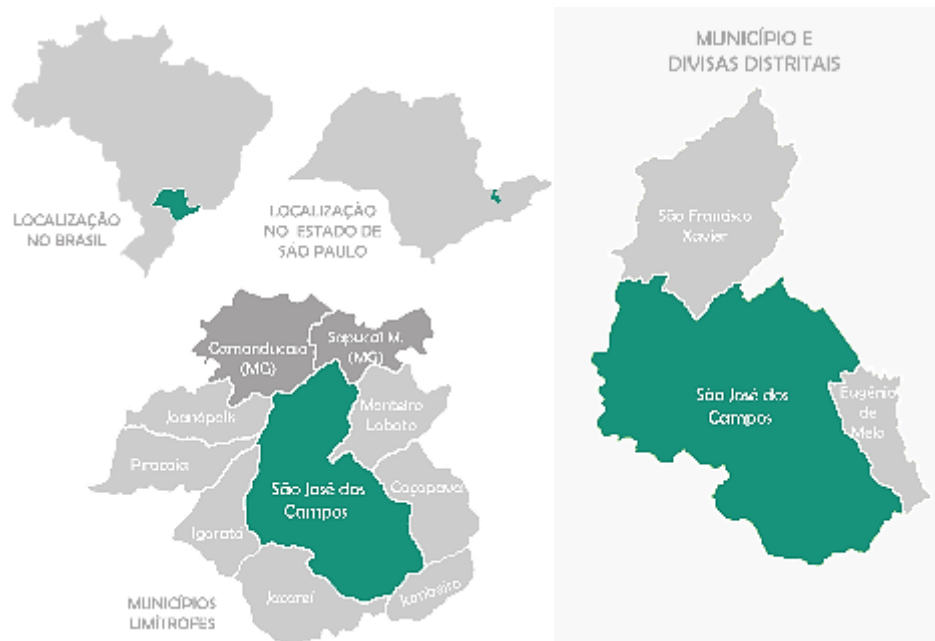 LOCALIZAÇÃO
NO BRASIL
LOCALIZAÇÃO
NO ESTADO DE
SÃO PAULO
Camanducaia
(MG)
Sapucaí M.
(MG)
Joanópolis
Monteiro
Lobato
Piracaia
São José dos
Campos
Caçapava
Igaratá
Jacareí
Jambeiro
MUNICÍPIOS
LIMÍTROFES
MUNICÍPIO E
DIVISAS DISTRITAIS
São Francisco
Xavier
São José dos
Campos
Eugênio
de
Melo